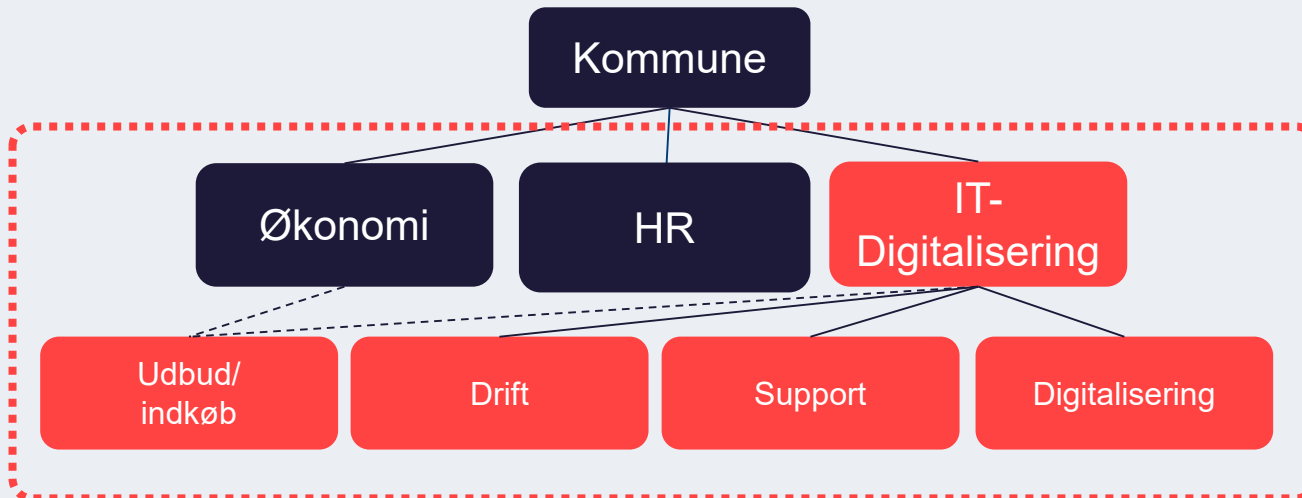 Kommune
Økonomi
HR
IT-
Digitalisering
Udbud/
indkøb
Drift
Support
Digitalisering